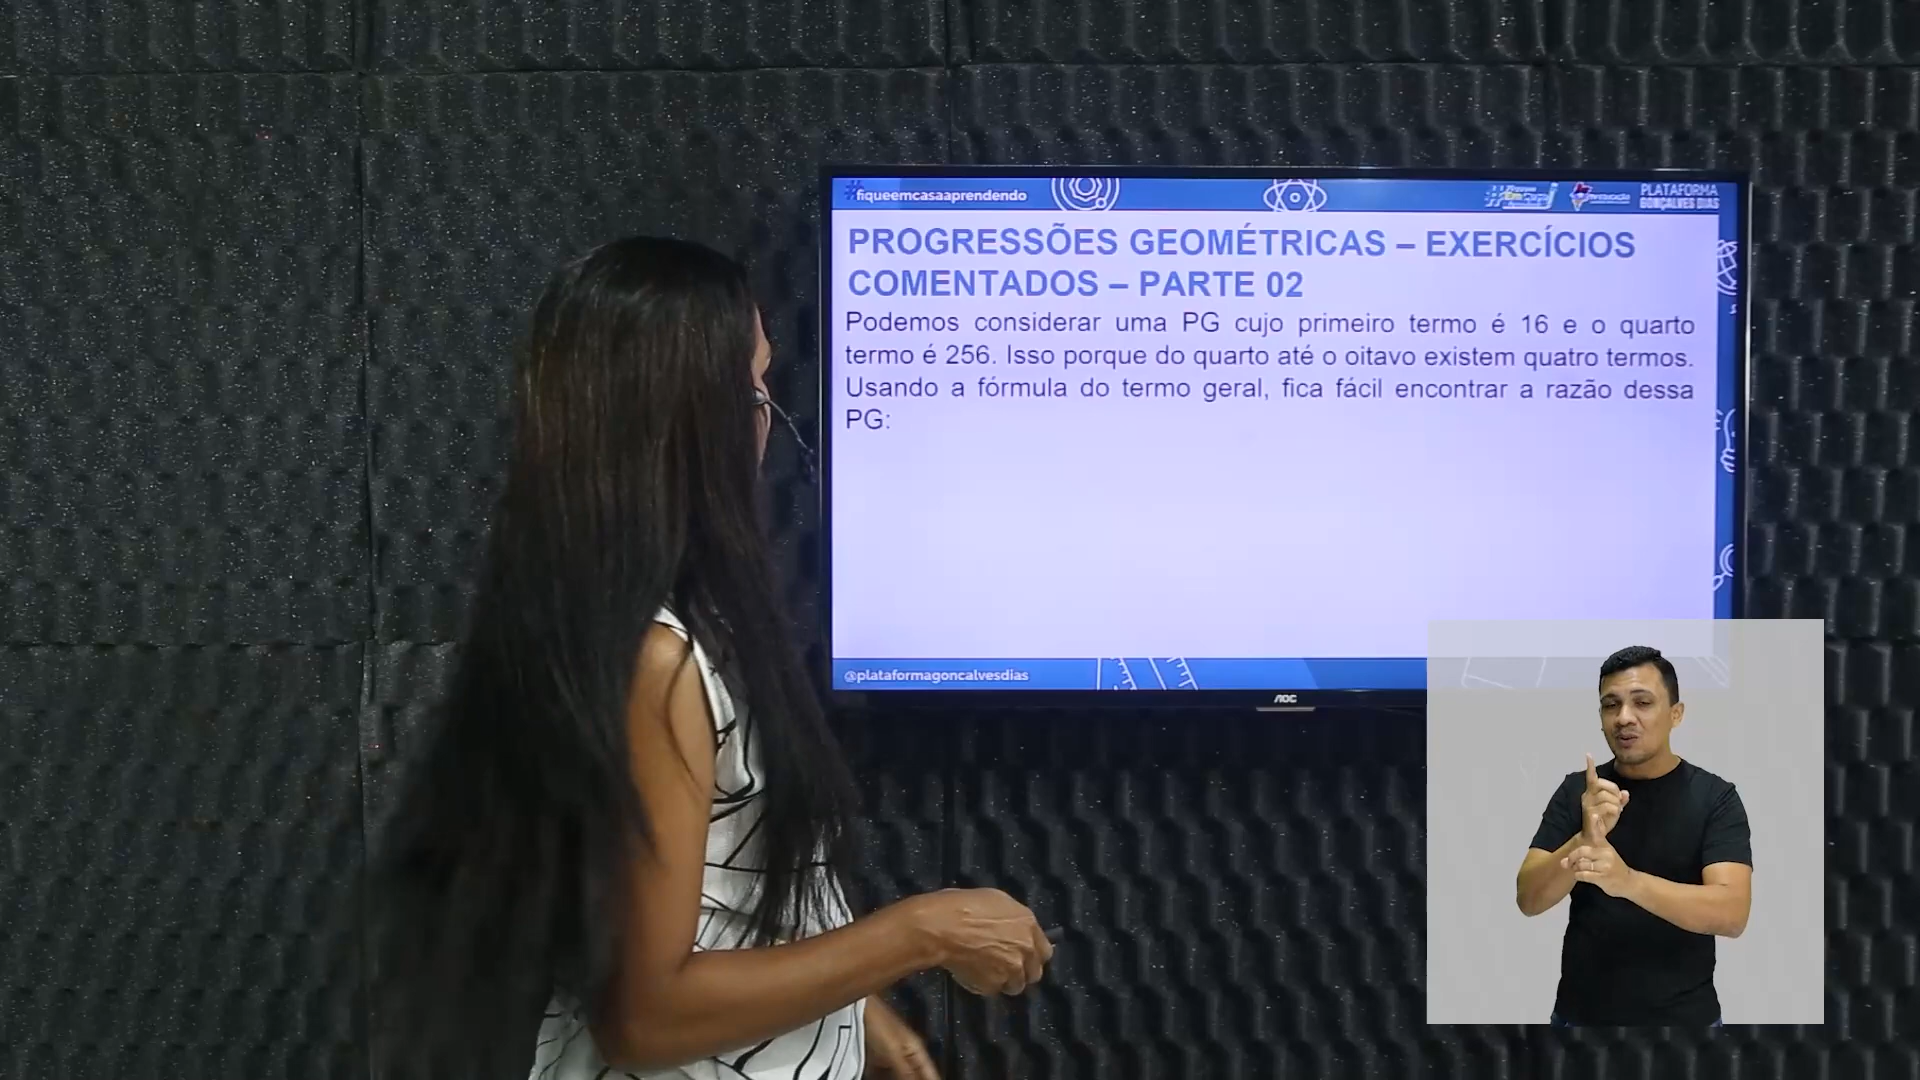 #fiqueemcasaaprendendo
PLATAFORMA
GONÇALVES DIAS
PROGRESSÕES GEOMÉTRICAS – EXERCÍCIOS
COMENTADOS – PARTE 02
Podemos considerar uma PG cujo primeiro termo é 16 e o quarto
termo é 256. Isso porque do quarto até o oitavo existem quatro termos.
Usando a fórmula do termo geral, fica fácil encontrar a razão dessa
PG:
@plataformagoncalvesdias
AOC